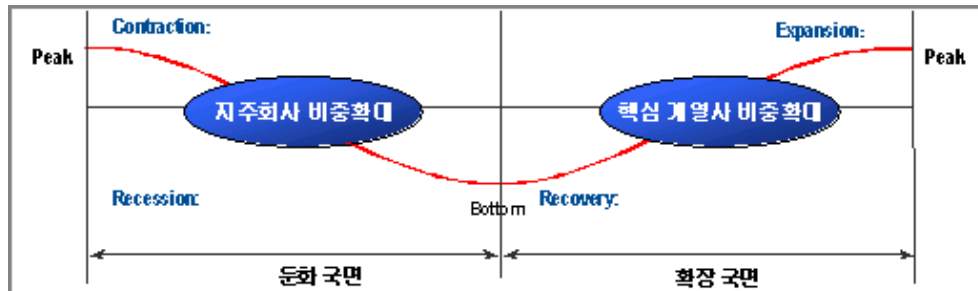 Contraction:
Expansion:
Peak
Peak
지주회사 비중확대
핵심 계열사 비중확대
Recession:
Bottom
Recovery:
둔화 국면
확장 국면